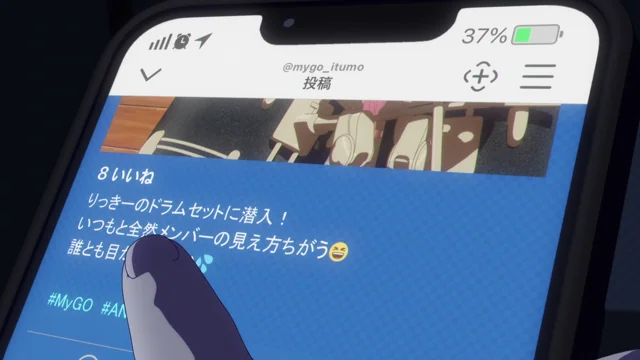 37%
@mygo_itumo
投稿
8 いいね
りっきーのドラムセットに潜入！
いつもと全然メンバーの見え方ちがう😆
誰とも目が
#MyGO #AN